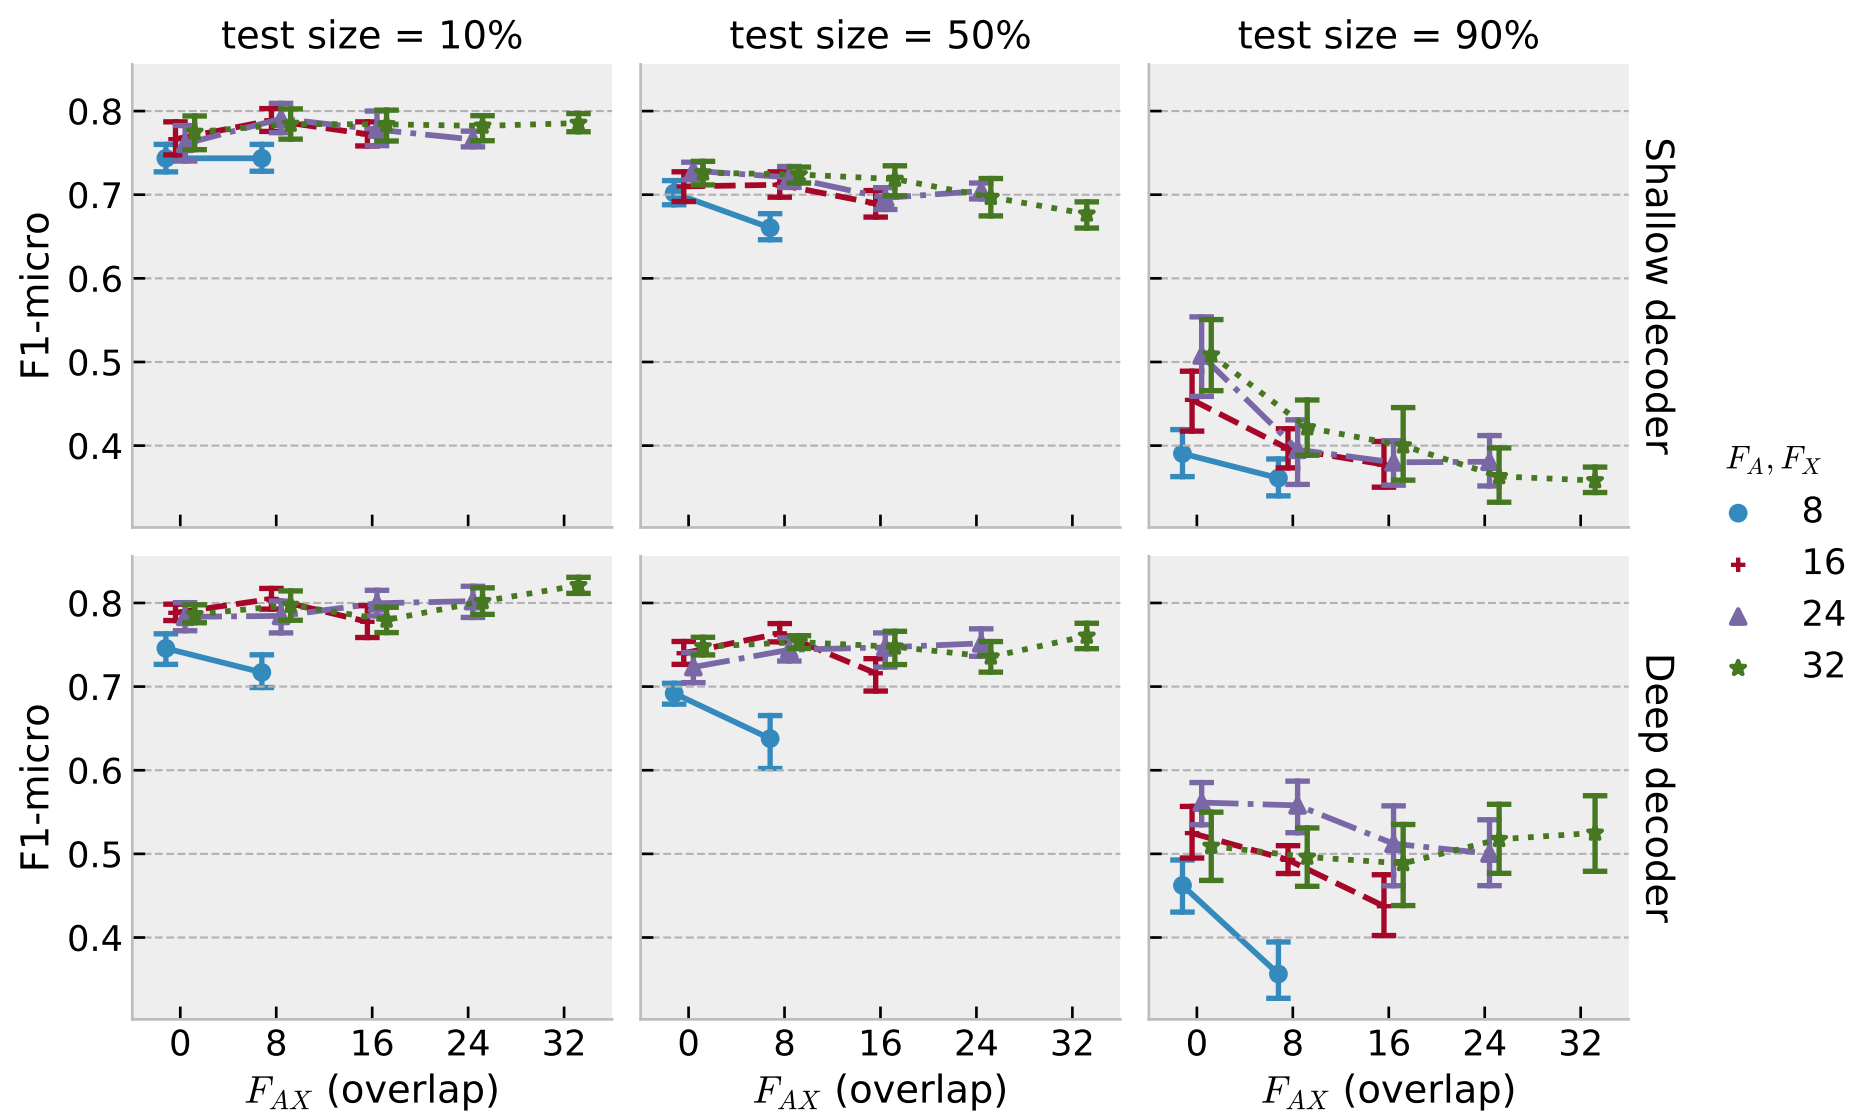 test size = 10%
test size = 50%
test size = 90%
F1-micro
0.8
0.7
0.6
0.5
0.4
Shallow decoder
F1-micro
0.8
0.7
0.6
0.5
0.4
Deep decoder
0 8 16 24 32
0 8 16 24 32
0 8 16 24 32
F_AX (overlap)
F_AX (overlap)
F_AX (overlap)
F_A, F_X
8
16
24
32